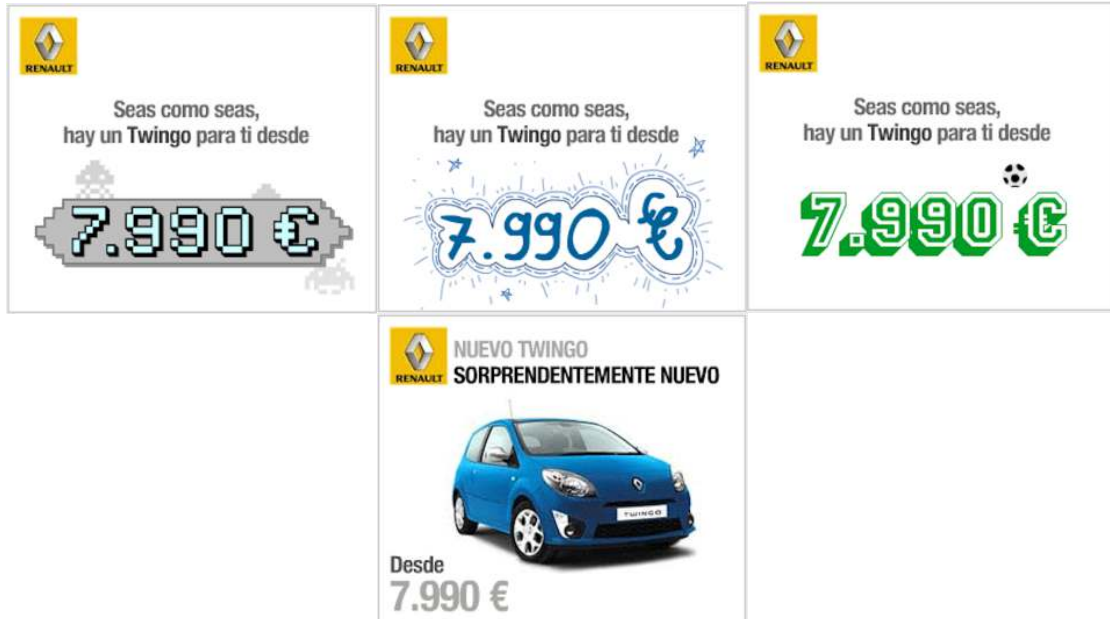 RENAULT
Seas como seas,
hay un Twingo para ti desde
7.990 €
RENAULT
Seas como seas,
hay un Twingo para ti desde
7.990 €
RENAULT
Seas como seas,
hay un Twingo para ti desde
7.990 €
RENAULT
NUEVO TWINGO
SORPRENDENTEMENTE NUEVO
TWINGO
Desde
7.990 €